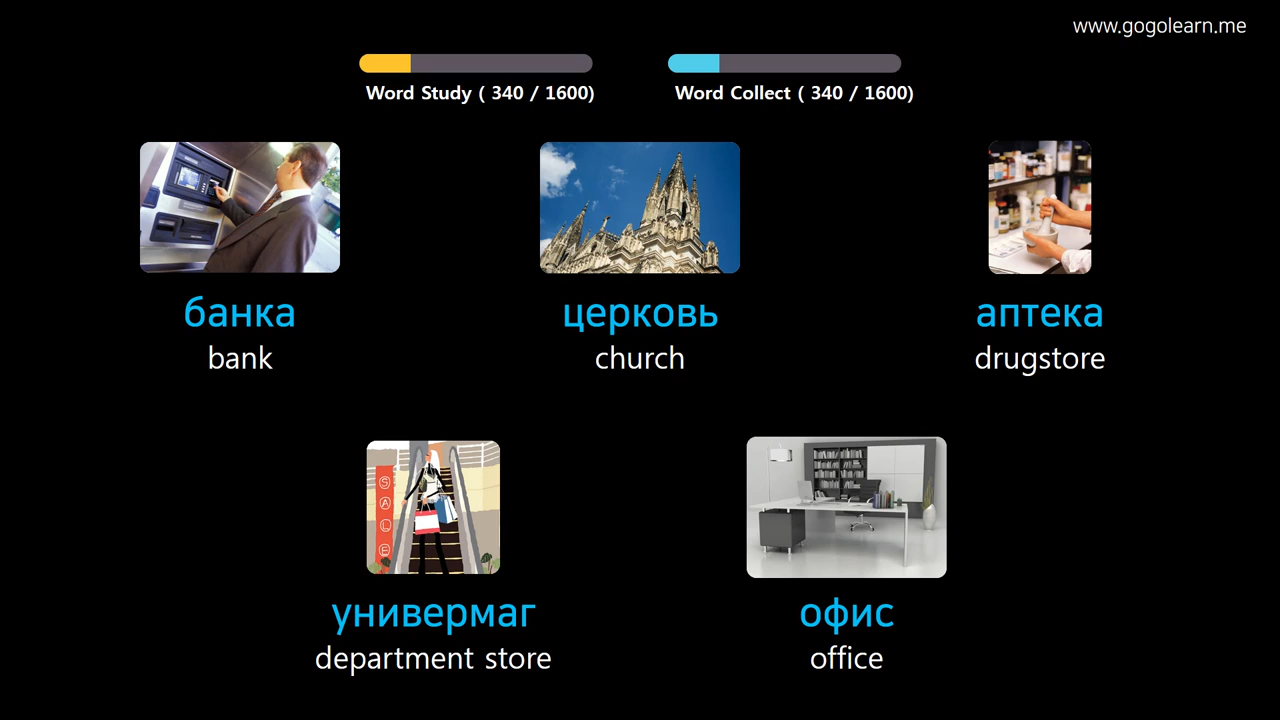 www.gogolearn.me
Word Study ( 340 / 1600)
Word Collect ( 340 / 1600)
банка
bank
церковь
church
аптека
drugstore
SALE
универмаг
department store
офис
office